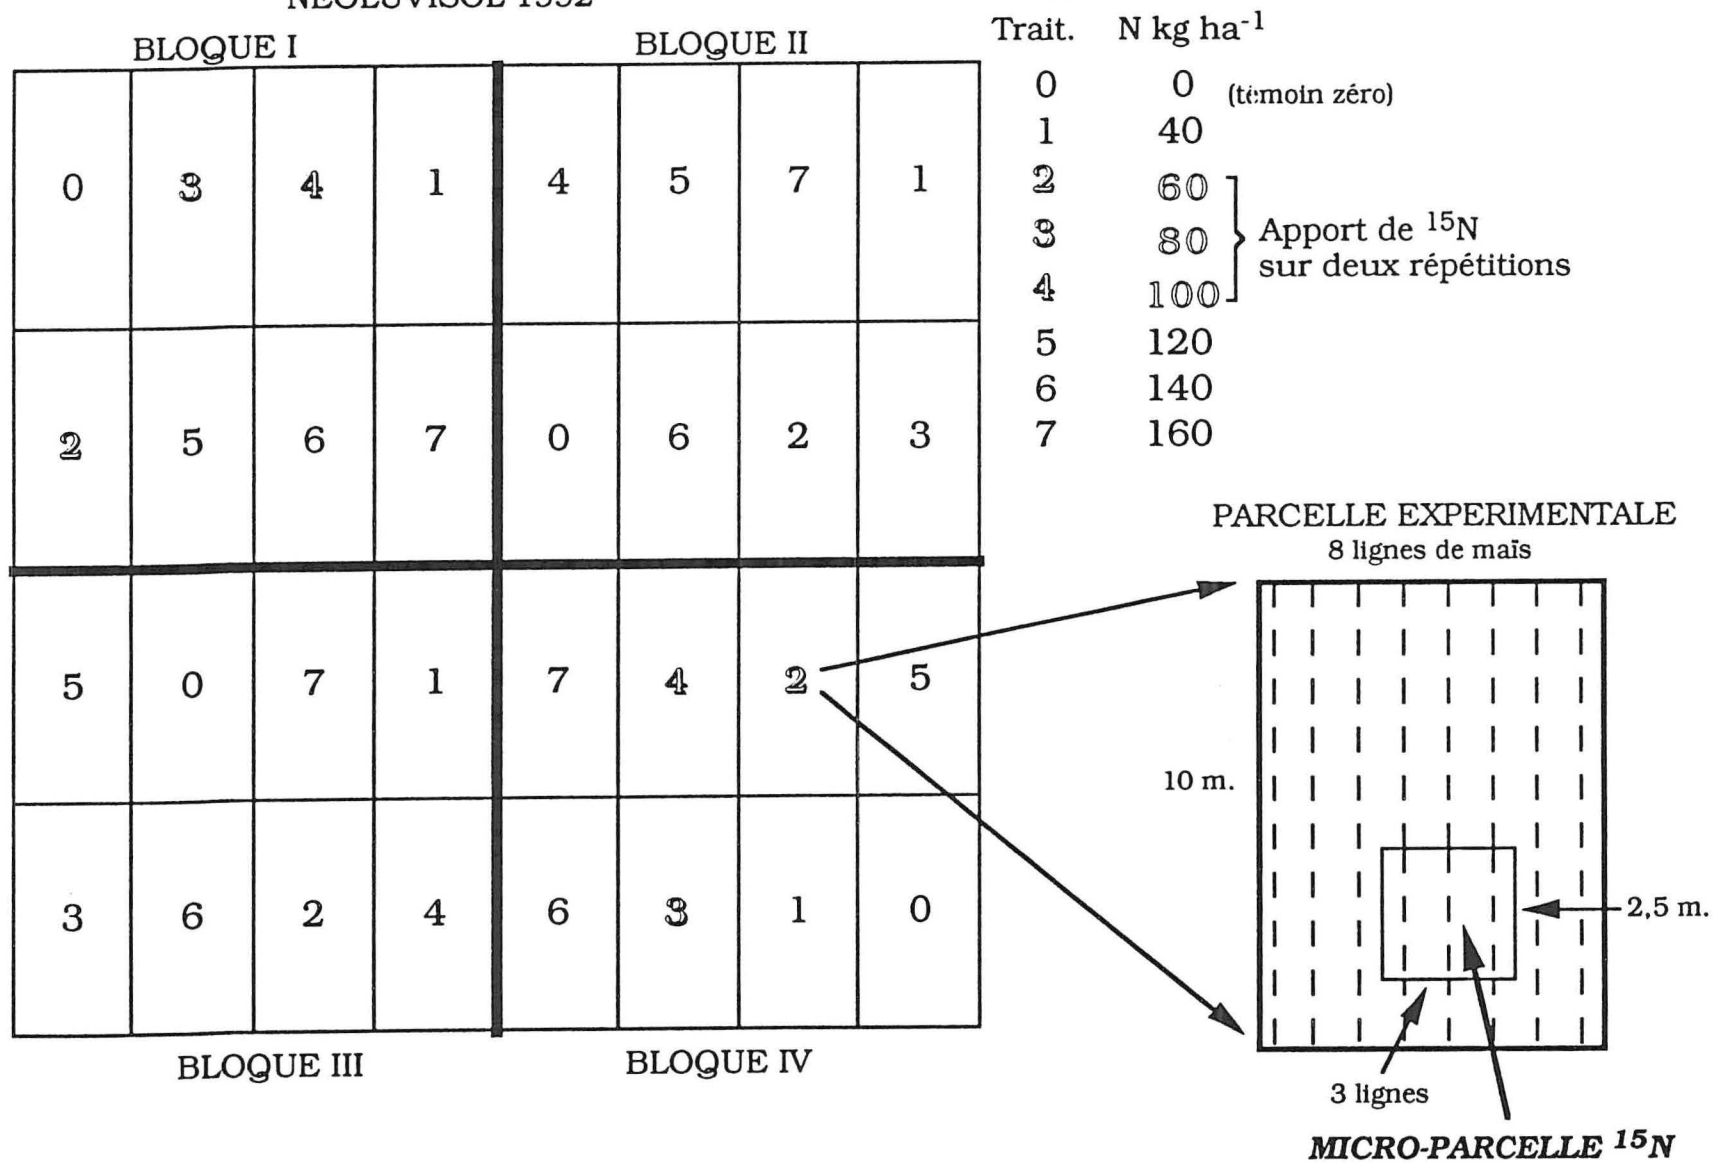 BLOQUE I BLOQUE II
0 3 4 1 4 5 7 1
2 5 6 7 0 6 2 3
5 0 7 1 7 4 2 5
3 6 2 4 6 3 1 0
BLOQUE III BLOQUE IV
Trait. N kg ha-1
0 0 (témoin zéro)
1 40
2 60
3 80
4 100
Apport de 15N
sur deux répétitions
5 120
6 140
7 160
PARCELLE EXPERIMENTALE
8 lignes de maïs
10 m.
2,5 m.
3 lignes
MICRO-PARCELLE 15N